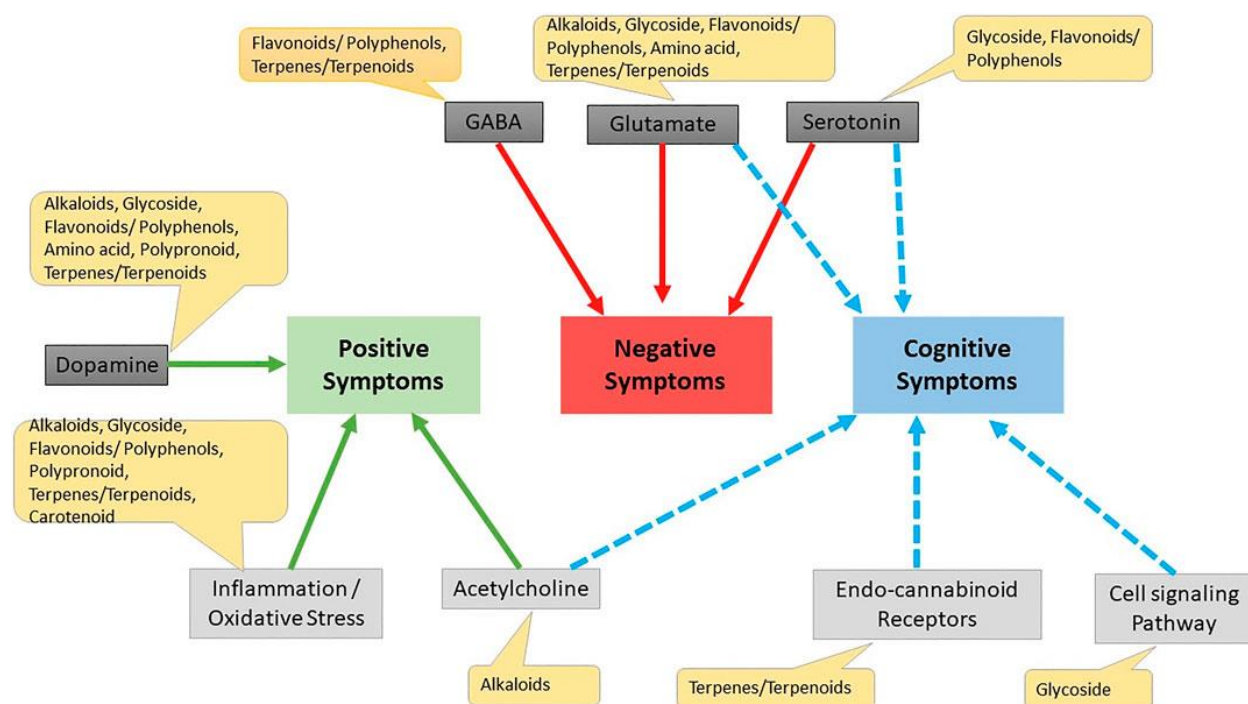 Flavonoids/ Polyphenols,
Terpenes/Terpenoids
Alkaloids, Glycoside, Flavonoids/
Polyphenols, Amino acid,
Terpenes/Terpenoids
Glycoside, Flavonoids/
Polyphenols
GABA
Glutamate
Serotonin
Alkaloids, Glycoside,
Flavonoids/ Polyphenols,
Amino acid, Polypronoid,
Terpenes/Terpenoids
Dopamine
Positive
Symptoms
Negative
Symptoms
Cognitive
Symptoms
Alkaloids, Glycoside,
Flavonoids/ Polyphenols,
Polypronoid,
Terpenes/Terpenoids,
Carotenoid
Inflammation /
Oxidative Stress
Acetylcholine
Endo-cannabinoid
Receptors
Cell signaling
Pathway
Alkaloids
Terpenes/Terpenoids
Glycoside